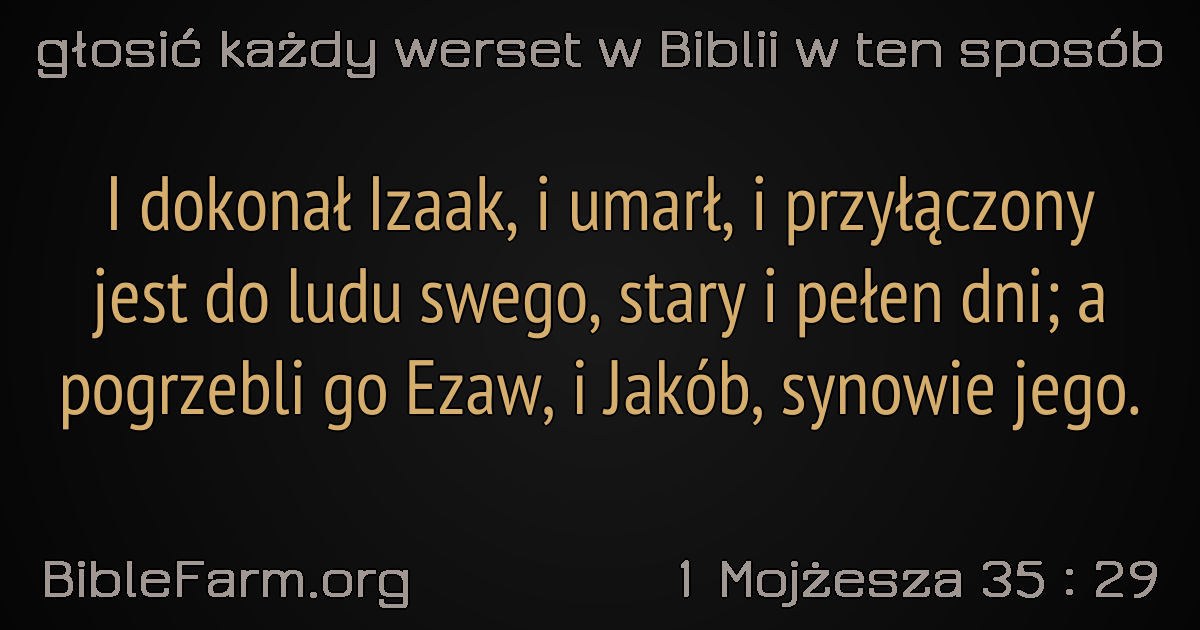 głosić każdy werset w Biblii w ten sposób
I dokonał Izaak, i umarł, i przyłączony
jest do ludu swego, stary i pełen dni; a
pogrzebli go Ezaw, i Jakób, synowie jego.
BibleFarm.org
1 Mojżesza 35 : 29